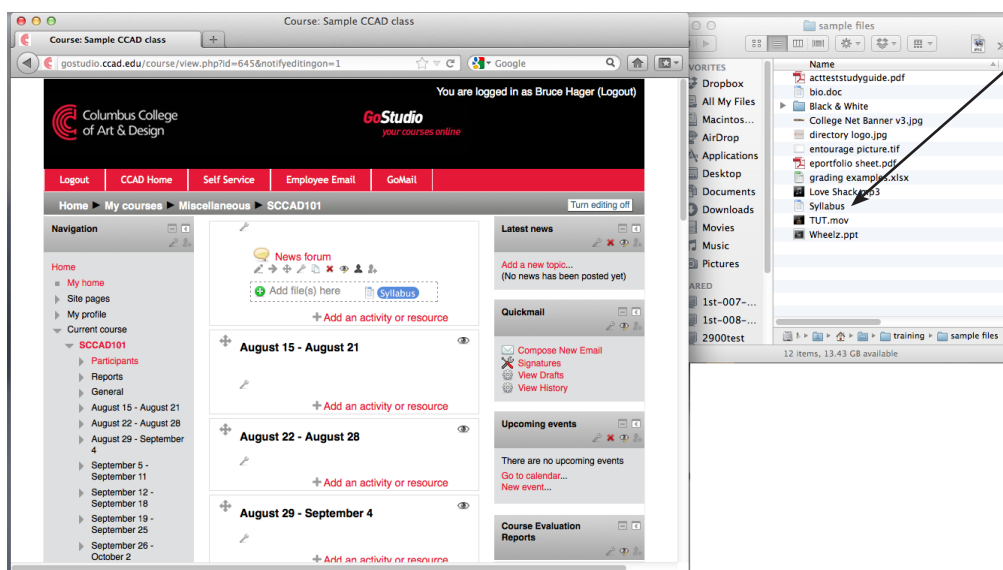 Course: Sample CCAD class
Course: Sample CCAD class
gostudio.ccad.edu/course/view.php?id=645&notifyeditingon=1
Google
You are logged in as Bruce Hager (Logout)
Columbus College
of Art & Design
GoStudio
your courses online
Logout
CCAD Home
Self Service
Employee Email
GoMail
Home ► My courses ► Miscellaneous ► SCCAD101
Turn editing off
Navigation
Home
My home
Site pages
My profile
Current course
SCCAD101
Participants
Reports
General
August 15 - August 21
August 22 - August 28
August 29 - September
4
September 5 -
September 11
September 12 -
September 18
September 19 -
September 25
September 26 -
October 2
News forum
Add file(s) here
Syllabus
Add an activity or resource
August 15 - August 21
Add an activity or resource
August 22 - August 28
Add an activity or resource
August 29 - September 4
Add an activity or resource
Latest news
Add a new topic...
(No news has been posted yet)
Quickmail
Compose New Email
Signatures
View Drafts
View History
Upcoming events
There are no upcoming events
Go to calendar...
New event...
Course Evaluation
Reports
sample files
VORITES
Dropbox
All My Files
Macintos...
AirDrop
Applications
Desktop
Documents
Downloads
Movies
Music
Pictures
ARED
1st-007-...
1st-008-...
2900test
Name
actteststudyguide.pdf
bio.doc
Black & White
College Net Banner v3.jpg
directory logo.jpg
entourage picture.tif
eportfolio sheet.pdf
grading examples.xlsx
Love Shack.mp3
Syllabus
TUT.mov
Wheelz.ppt
training
sample files
12 items, 13.43 GB available